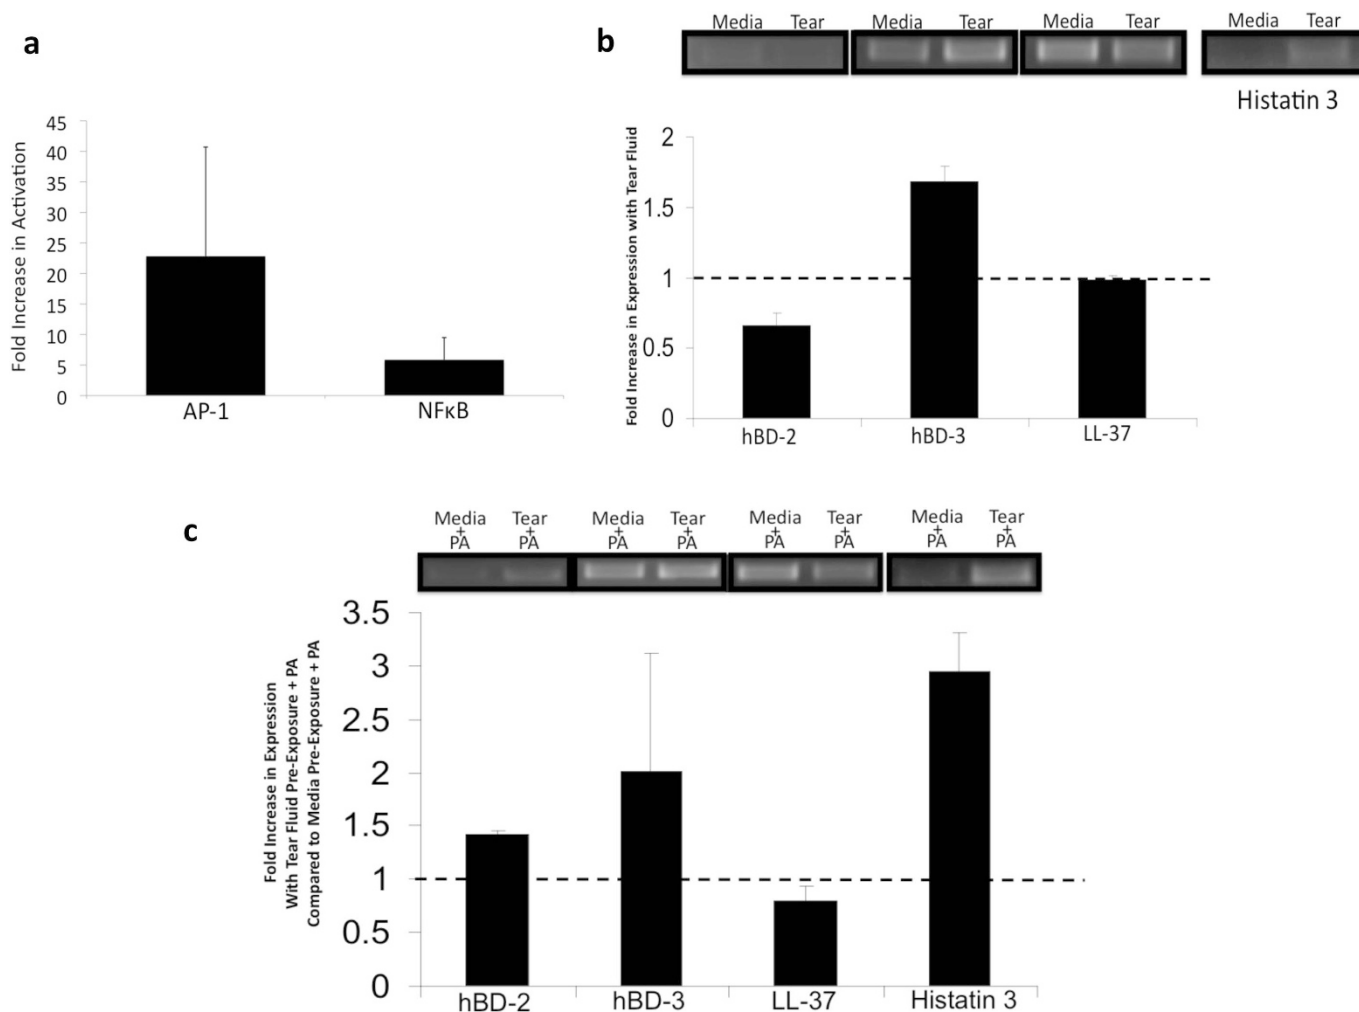 a
45
40
35
30
25
20
15
10
5
0
Fold Increase in Activation
AP-1 NFκB
b
Media Tear Media Tear Media Tear Media Tear
Histatin 3
2
1.5
1
0.5
0
Fold Increase in Expression with Tear Fluid
hBD-2 hBD-3 LL-37
c
Media Tear Media Tear Media Tear Media Tear
+ + + + + + + +
PA PA PA PA PA PA PA PA
3.5
3
2.5
2
1.5
1
0.5
0
Fold Increase in Expression
With Tear Fluid Pre-Exposure + PA
Compared to Media Pre-Exposure + PA
hBD-2 hBD-3 LL-37 Histatin 3